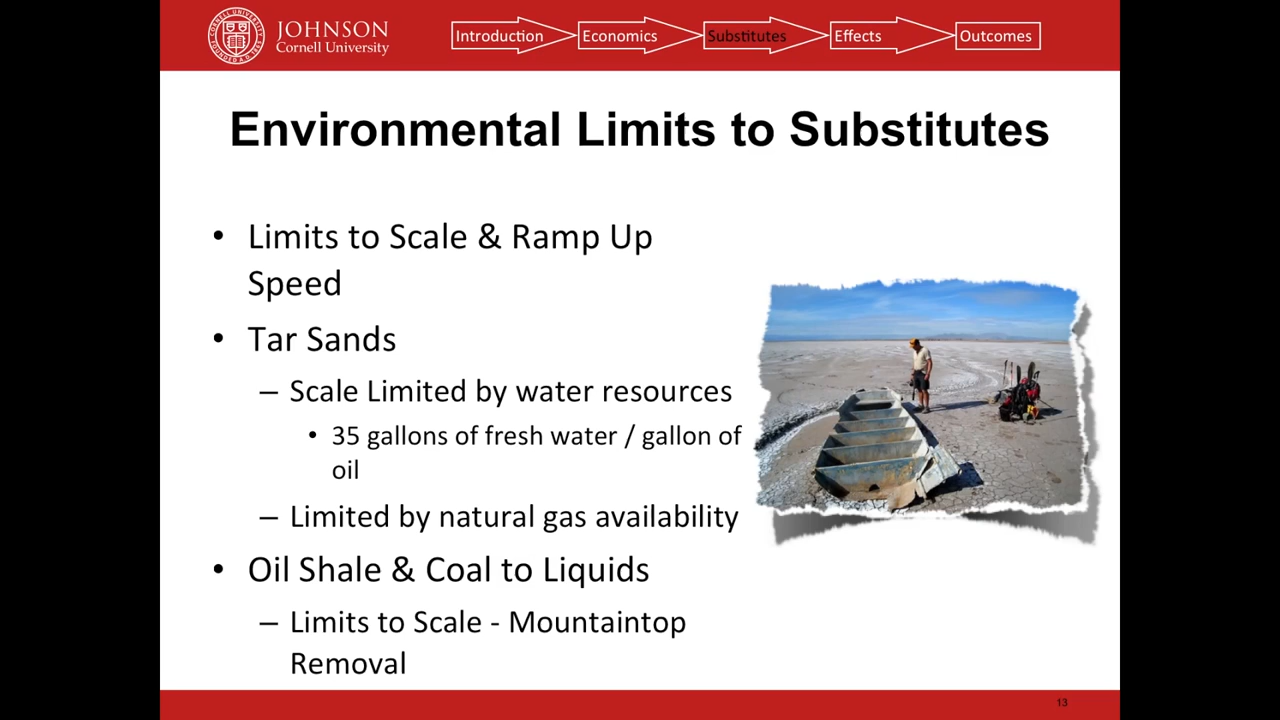 JOHNSON
Cornell University
Introduction
Economics
Substitutes
Effects
Outcomes
Environmental Limits to Substitutes
• Limits to Scale & Ramp Up
Speed
• Tar Sands
– Scale Limited by water resources
• 35 gallons of fresh water / gallon of
oil
– Limited by natural gas availability
• Oil Shale & Coal to Liquids
– Limits to Scale - Mountaintop
Removal
13